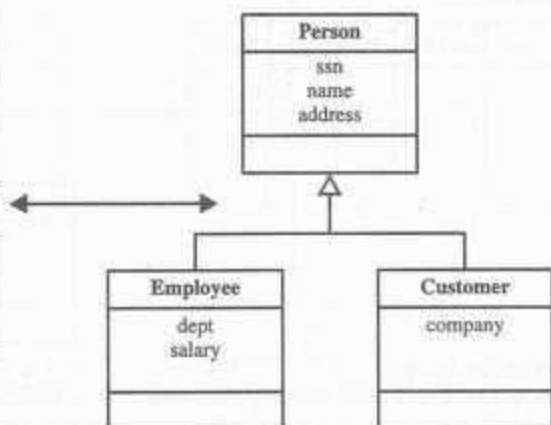 Person
ssn
name
address
Employee
dept
salary
Customer
company